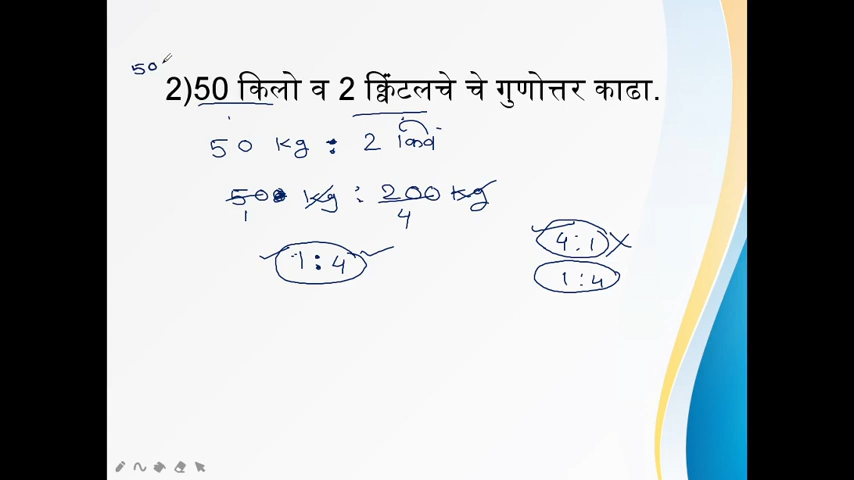 50
2)50 किलो व 2 क्विंटलचे चे गुणोत्तर काढा.
50 kg : 2 क्विं
50 kg : 200 kg
1 4
4:1 X
1:4 1:4